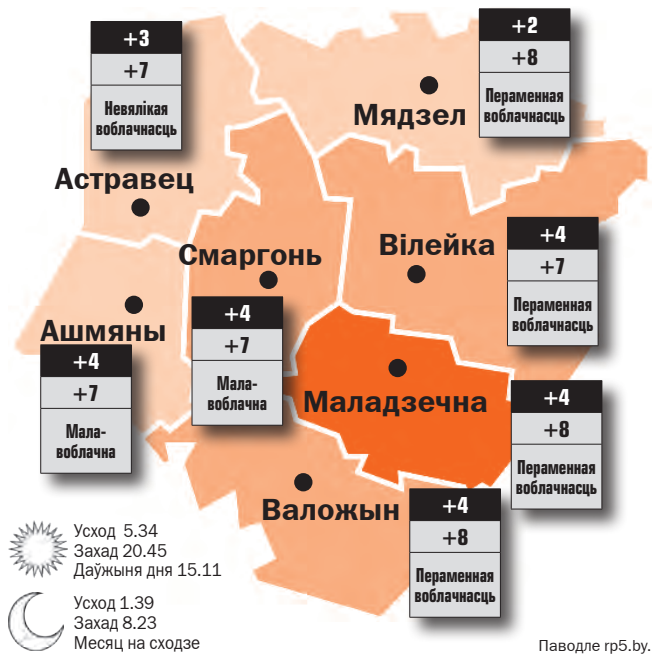 +3
+7
Невялікая
воблачнасць
Астравец
+2
+8
Пераменная
воблачнасць
Мядзел
Смаргонь
+4
+7
Мала-
воблачна
Вілейка
+4
+7
Пераменная
воблачнасць
Ашмяны
+4
+7
Мала-
воблачна
Маладзечна
+4
+8
Пераменная
воблачнасць
Валожын
+4
+8
Пераменная
воблачнасць
Усход 5.34
Захад 20.45
Даўжыня дня 15.11
Усход 1.39
Захад 8.23
Месяц на сходзе
Паводле rp5.by.